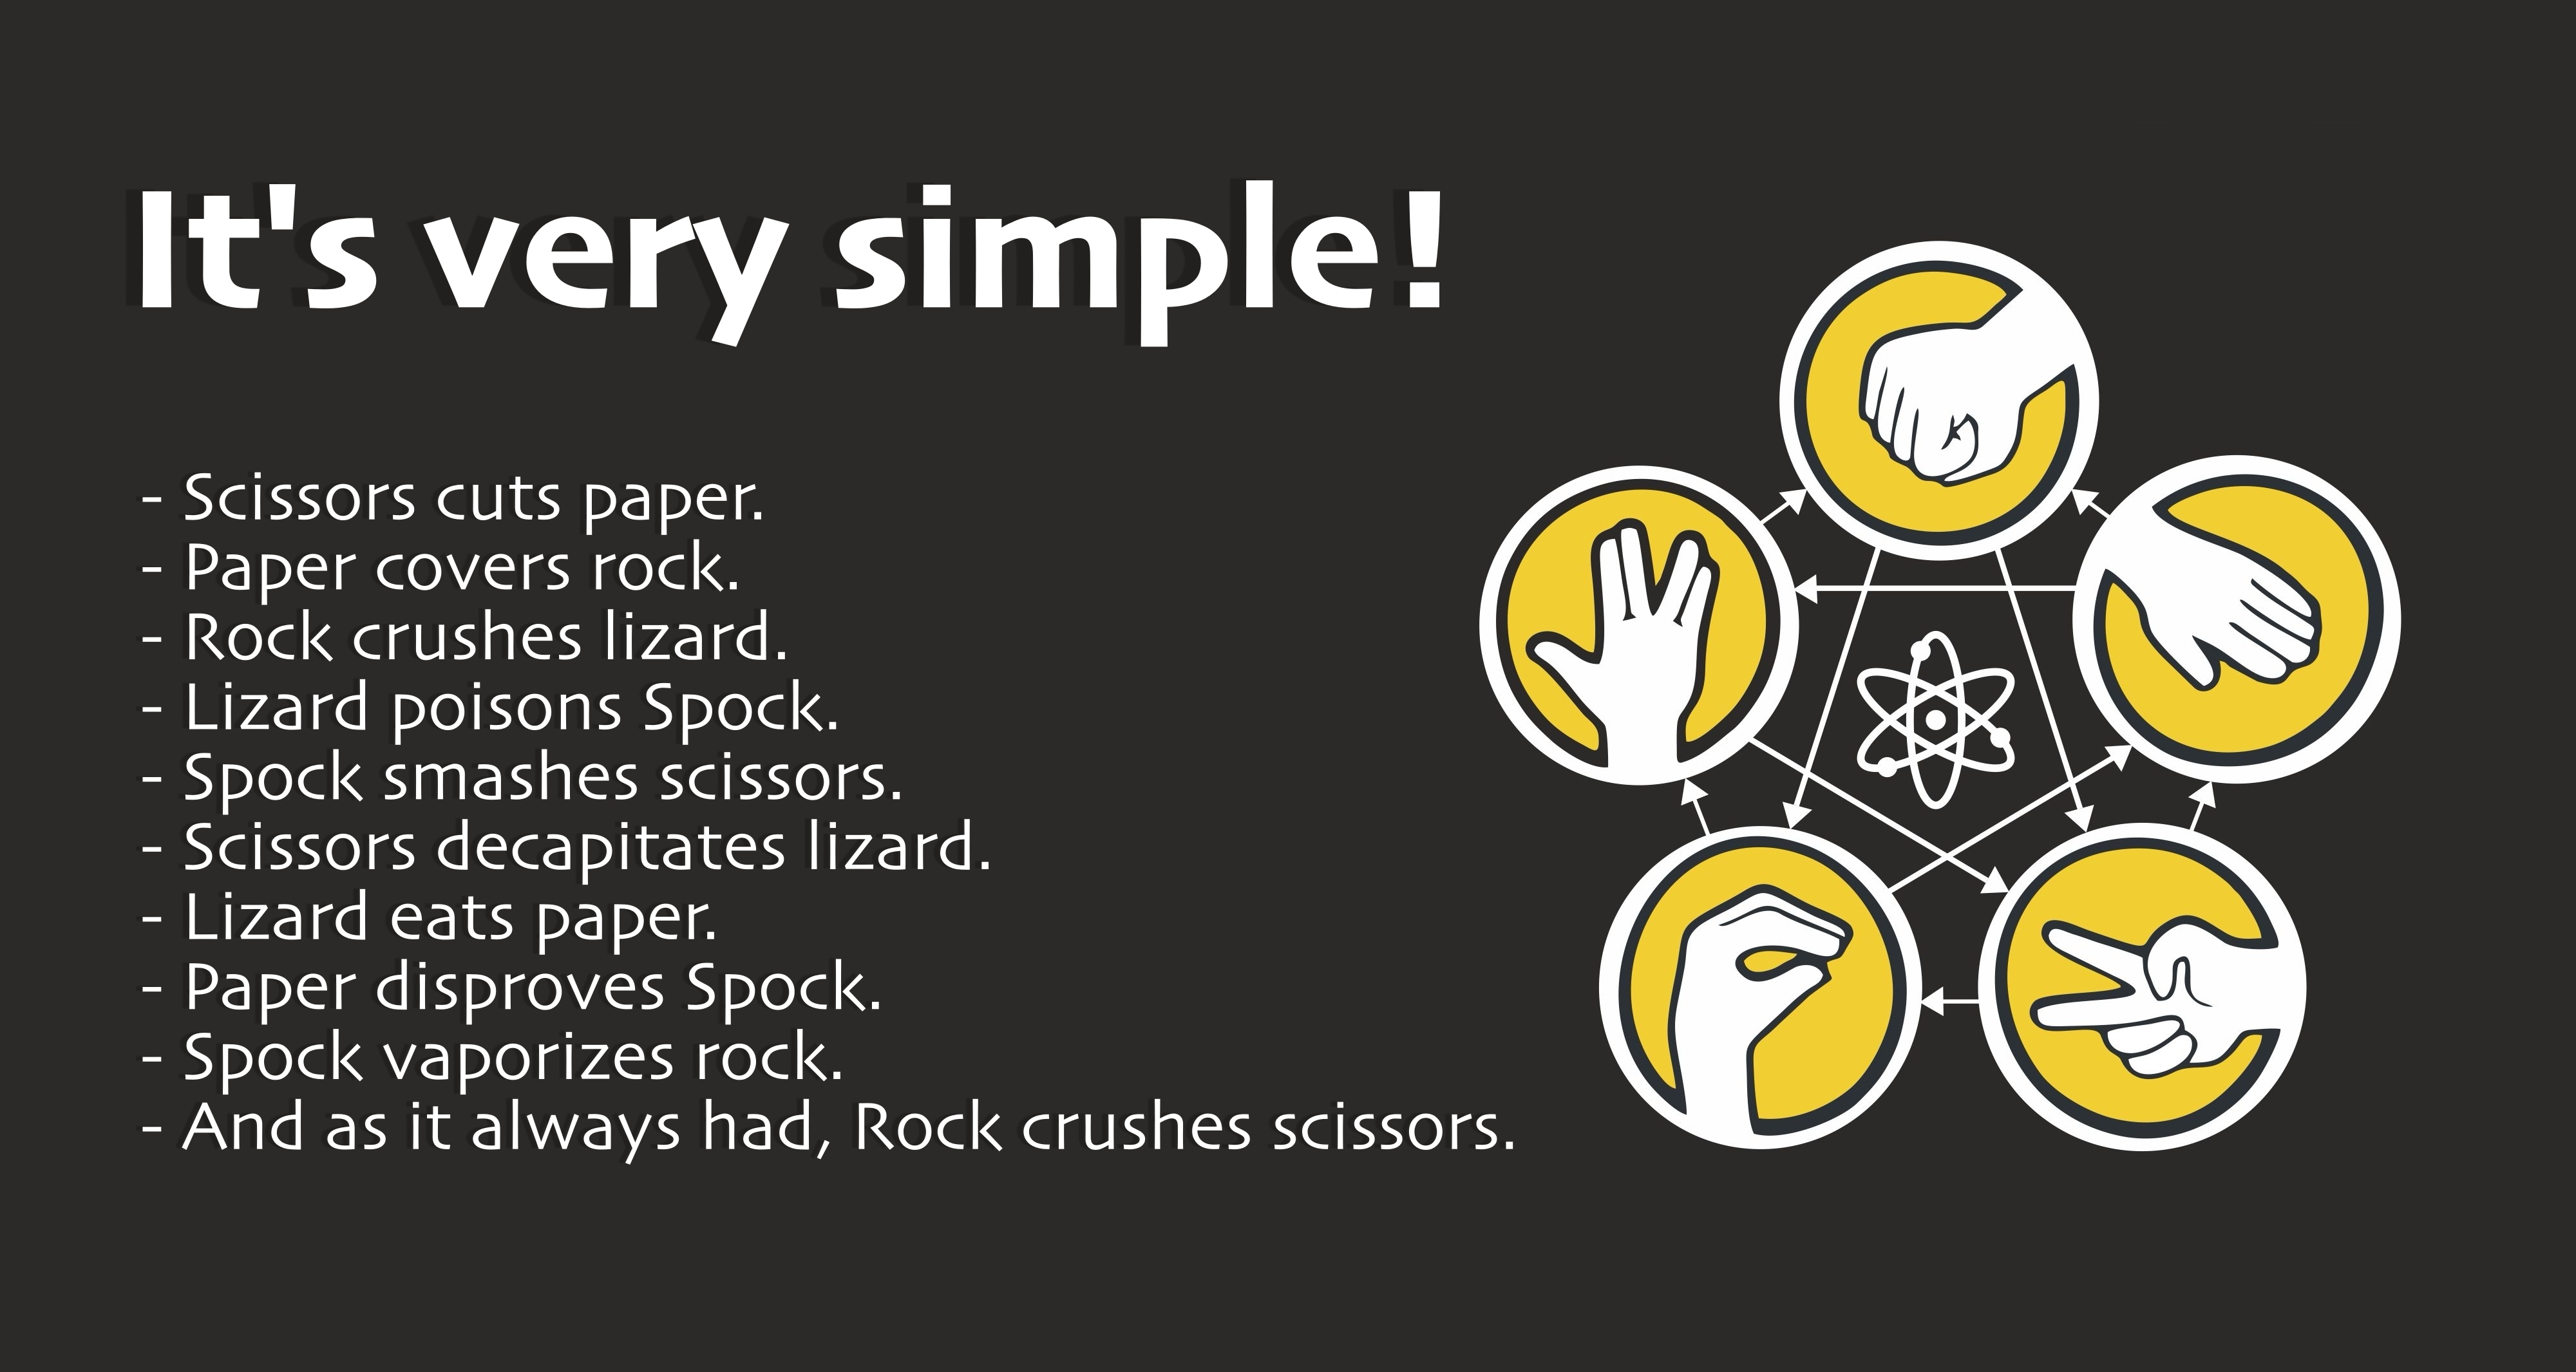 It's very simple!
- Scissors cuts paper.
- Paper covers rock.
- Rock crushes lizard.
- Lizard poisons Spock.
- Spock smashes scissors.
- Scissors decapitates lizard.
- Lizard eats paper.
- Paper disproves Spock.
- Spock vaporizes rock.
- And as it always had, Rock crushes scissors.